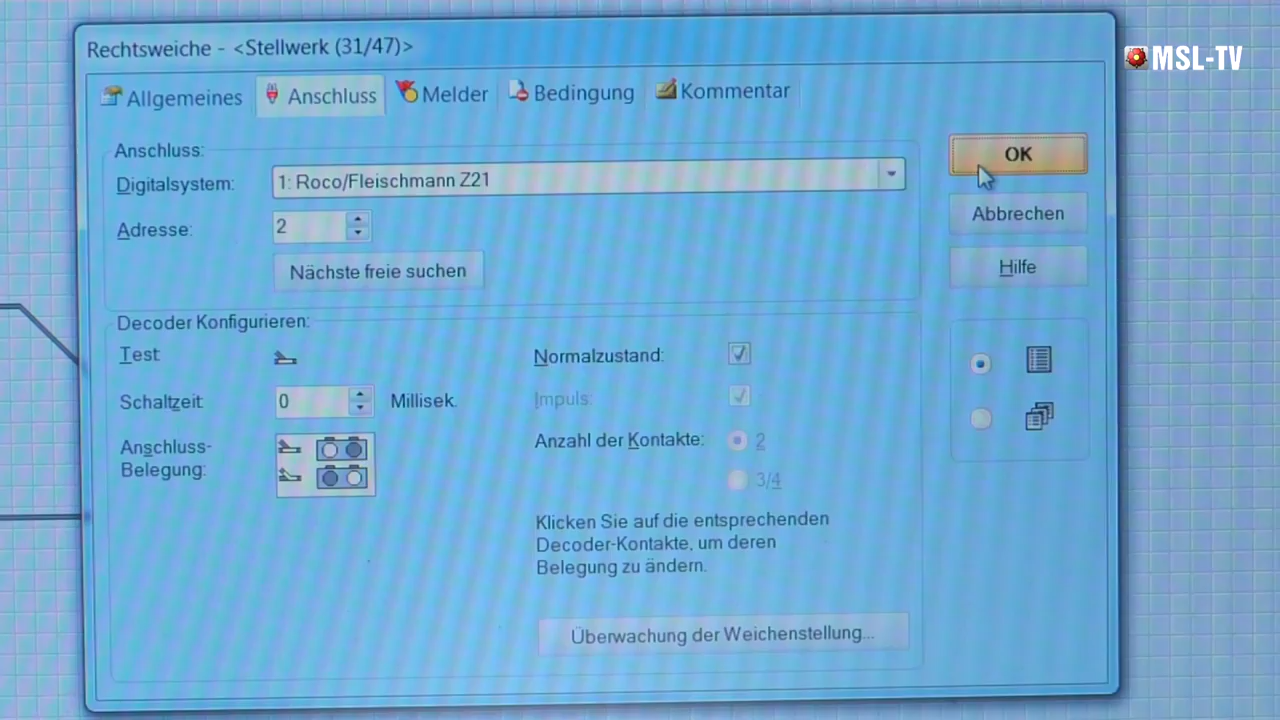 Rechtsweiche - <Stellwerk (31/47)>
MSL-TV
Allgemeines Anschluss Melder Bedingung Kommentar
Anschluss:
Digitalsystem: 1: Roco/Fleischmann Z21
Adresse: 2
Nächste freie suchen
OK
Abbrechen
Hilfe
Decoder Konfigurieren:
Test
Schaltzeit 0 Millisek.
Anschluss-
Belegung:
Normalzustand:
Impuls:
Anzahl der Kontakte: 2
3/4
Klicken Sie auf die entsprechenden
Decoder-Kontakte, um deren
Belegung zu ändern.
Überwachung der Weichenstellung...